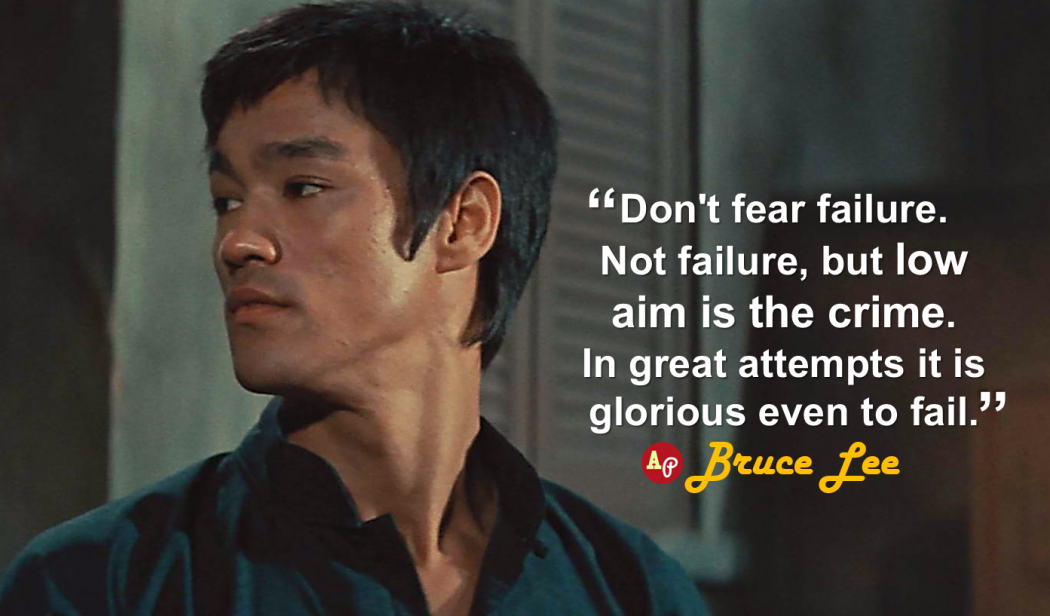 “Don't fear failure.
Not failure, but low
aim is the crime.
In great attempts it is
glorious even to fail.”
AP Bruce Lee